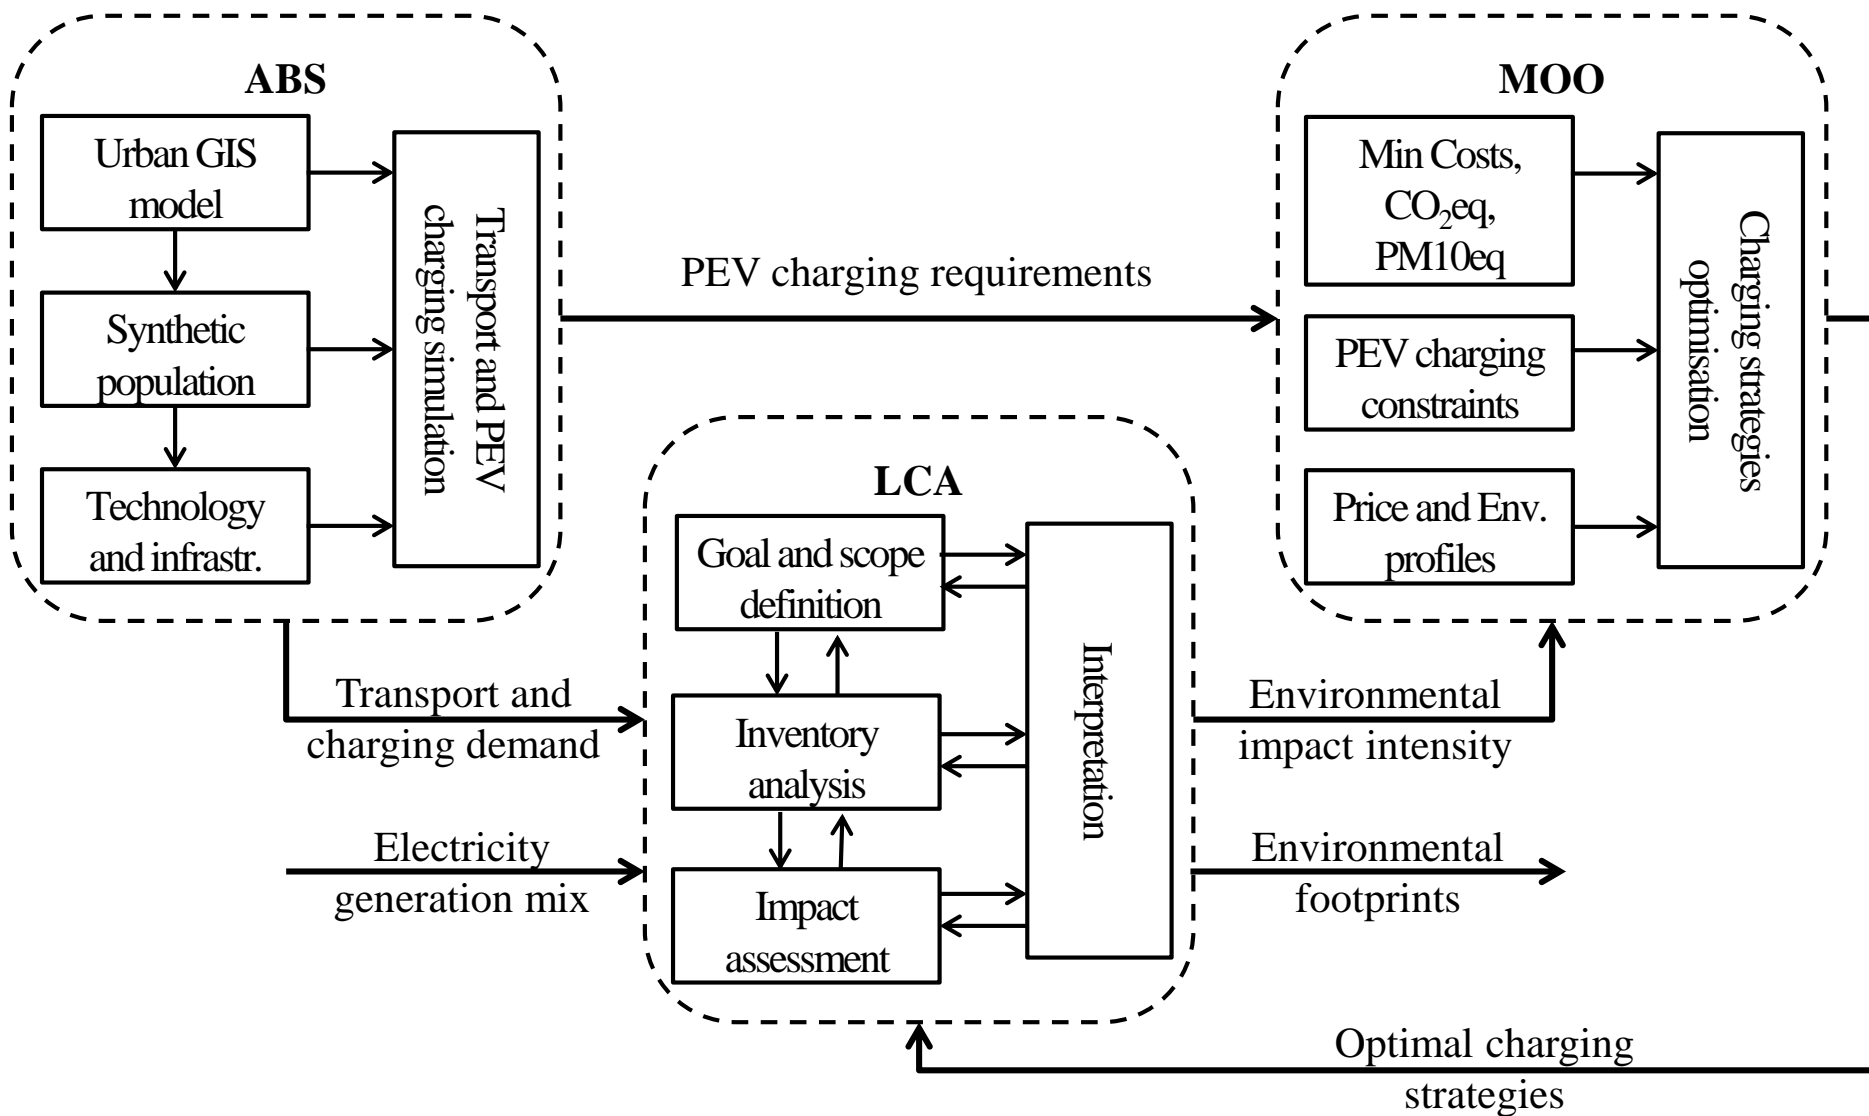 ABS
Urban GIS
model
Synthetic
population
Technology
and infrastr.
Transport and PEV
charging simulation
PEV charging requirements
MOO
Min Costs,
CO₂eq,
PM10eq
PEV charging
constraints
Price and Env.
profiles
Charging strategies
optimisation
LCA
Goal and scope
definition
Inventory
analysis
Impact
assessment
Interpretation
Transport and
charging demand
Electricity
generation mix
Environmental
impact intensity
Environmental
footprints
Optimal charging
strategies